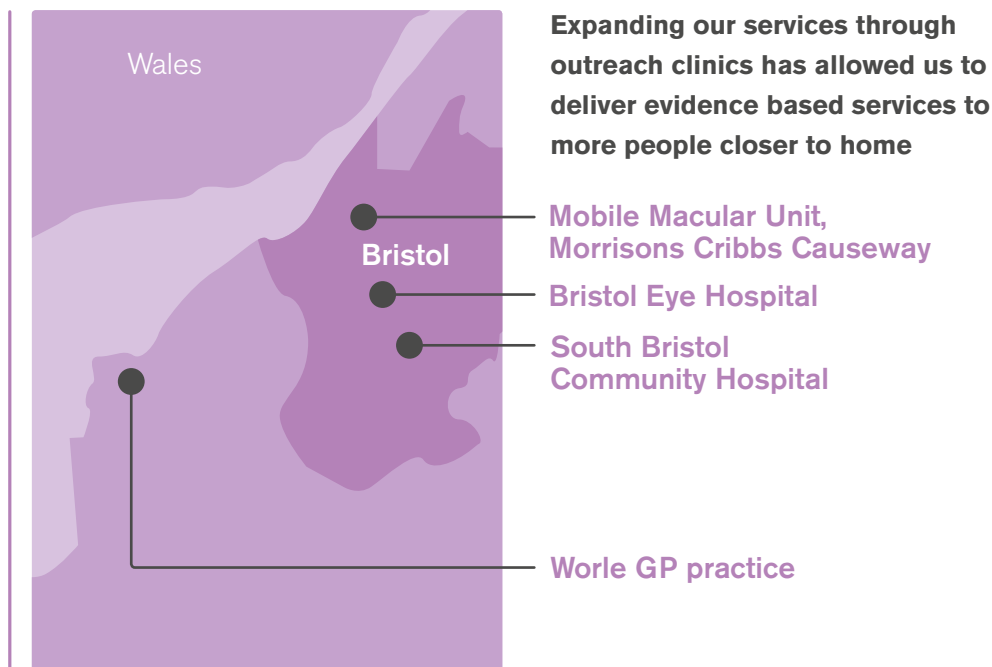 Wales
Bristol
Expanding our services through
outreach clinics has allowed us to
deliver evidence based services to
more people closer to home
Mobile Macular Unit,
Morrisons Cribbs Causeway
Bristol Eye Hospital
South Bristol
Community Hospital
Worle GP practice